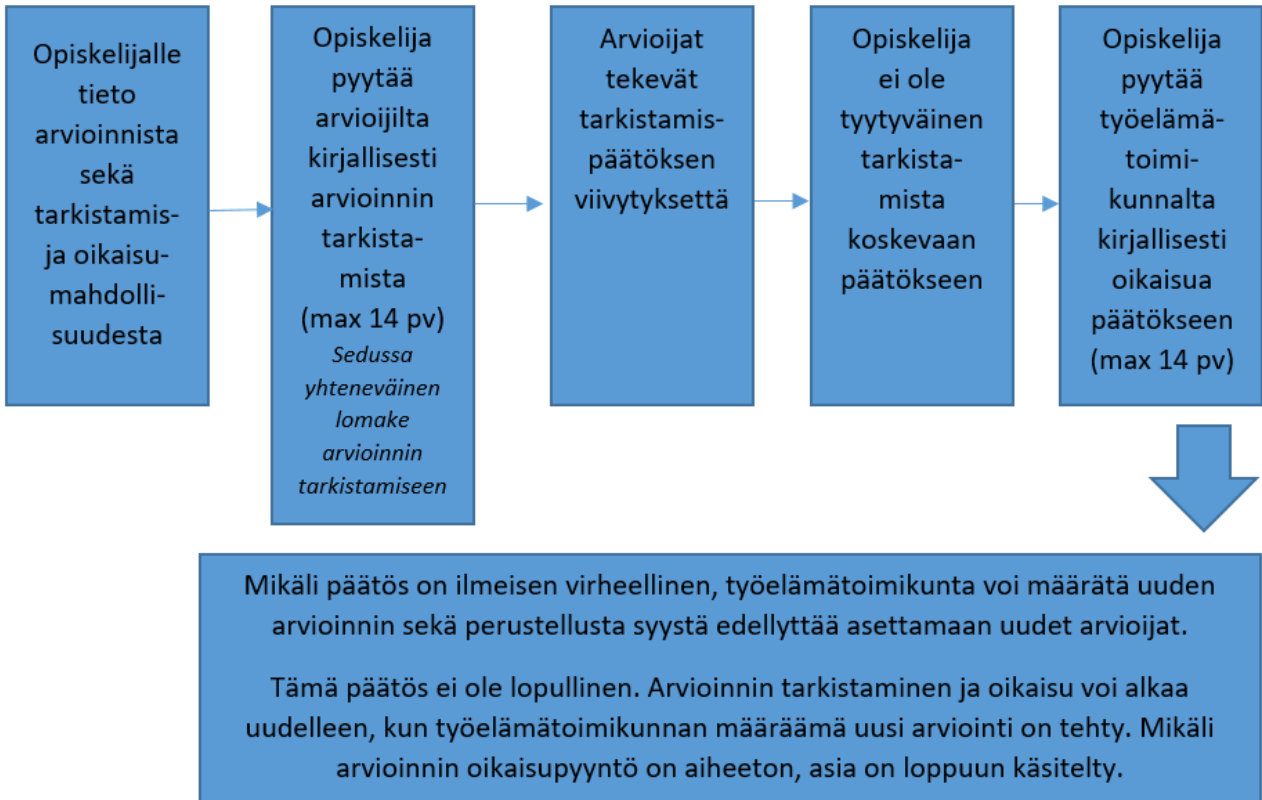 Opiskelijalle
tieto
arvioinnista
sekä
tarkistamis-
ja oikaisu-
mahdolli-
suudesta
Opiskelija
pyytää
arvioijilta
kirjallisesti
arvioinnin
tarkista-
mista
(max 14 pv)
Sedussa
yhteneväinen
lomake
arvioinnin
tarkistamiseen
Arvioijat
tekevät
tarkistamis-
päätöksen
viivytyksettä
Opiskelija
ei ole
tyytyväinen
tarkista-
mista
koskevaan
päätökseen
Opiskelija
pyytää
työelämä-
toimi-
kunnalta
kirjallisesti
oikaisua
päätökseen
(max 14 pv)
Mikäli päätös on ilmeisen virheellinen, työelämätoimikunta voi määrätä uuden
arvioinnin sekä perustellusta syystä edellyttää asettamaan uudet arvioijat.
Tämä päätös ei ole lopullinen. Arvioinnin tarkistaminen ja oikaisu voi alkaa
uudelleen, kun työelämätoimikunnan määräämä uusi arviointi on tehty. Mikäli
arvioinnin oikaisupyyntö on aiheeton, asia on loppuun käsitelty.